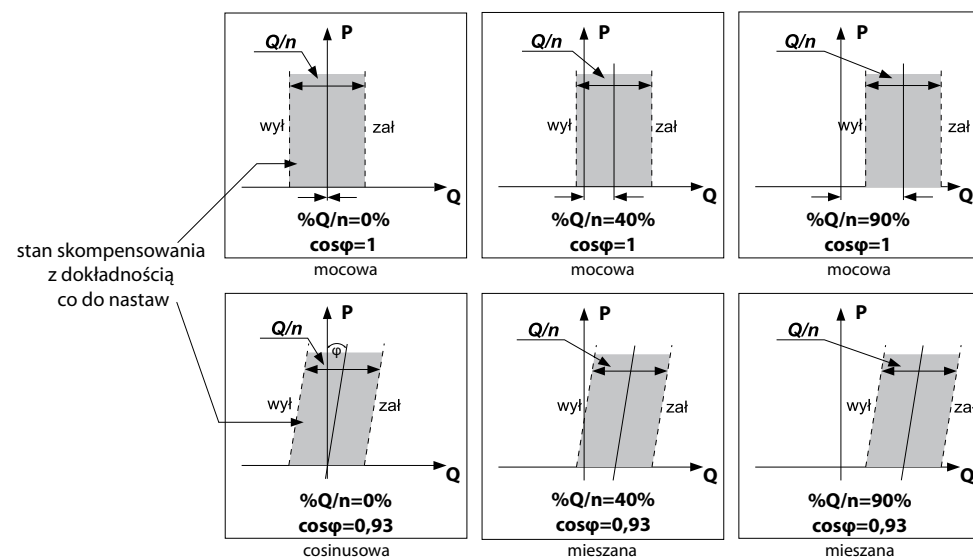 P
Q/n
wył
zał
Q
%Q/n=0%
cosφ=1
mocowa
P
Q/n
wył
zał
Q
%Q/n=40%
cosφ=1
mocowa
P
Q/n
wył
zał
Q
%Q/n=90%
cosφ=1
mocowa
stan skompensowania
z dokładnością
co do nastaw
P
Q/n
φ
wył
zał
Q
%Q/n=0%
cosφ=0,93
cosinusowa
P
Q/n
wył
zał
Q
%Q/n=40%
cosφ=0,93
mieszana
P
Q/n
wył
zał
Q
%Q/n=90%
cosφ=0,93
mieszana